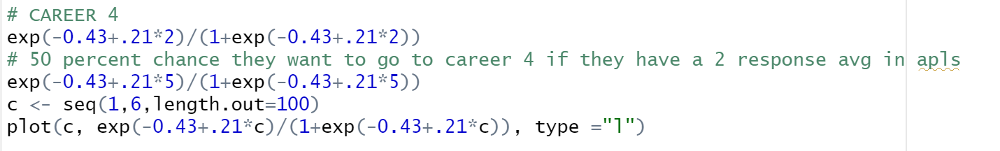 # CAREER 4
exp(-0.43+.21*2)/(1+exp(-0.43+.21*2))
# 50 percent chance they want to go to career 4 if they have a 2 response avg in apls
exp(-0.43+.21*5)/(1+exp(-0.43+.21*5))
c <- seq(1,6,length.out=100)
plot(c, exp(-0.43+.21*c)/(1+exp(-0.43+.21*c)), type ="l")